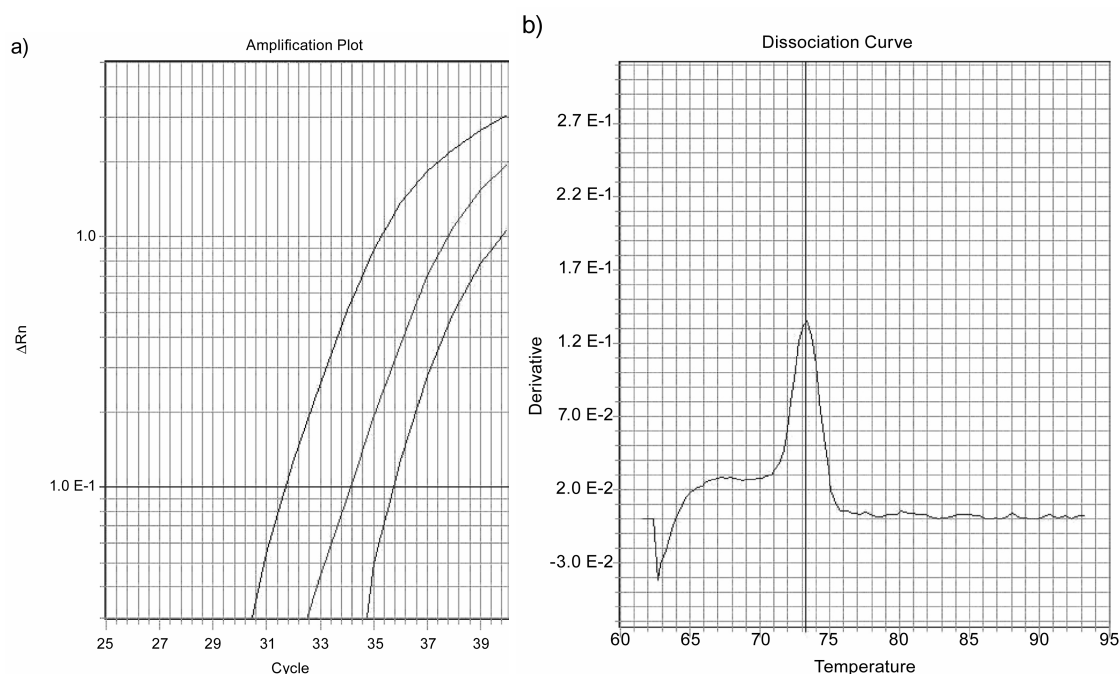 a)
Amplification Plot
1.0
1.0 E-1
ΔRn
25 27 29 31 33 35 37 39
Cycle
b)
Dissociation Curve
2.7 E-1
2.2 E-1
1.7 E-1
1.2 E-1
7.0 E-2
2.0 E-2
-3.0 E-2
Derivative
60 65 70 75 80 85 90 95
Temperature